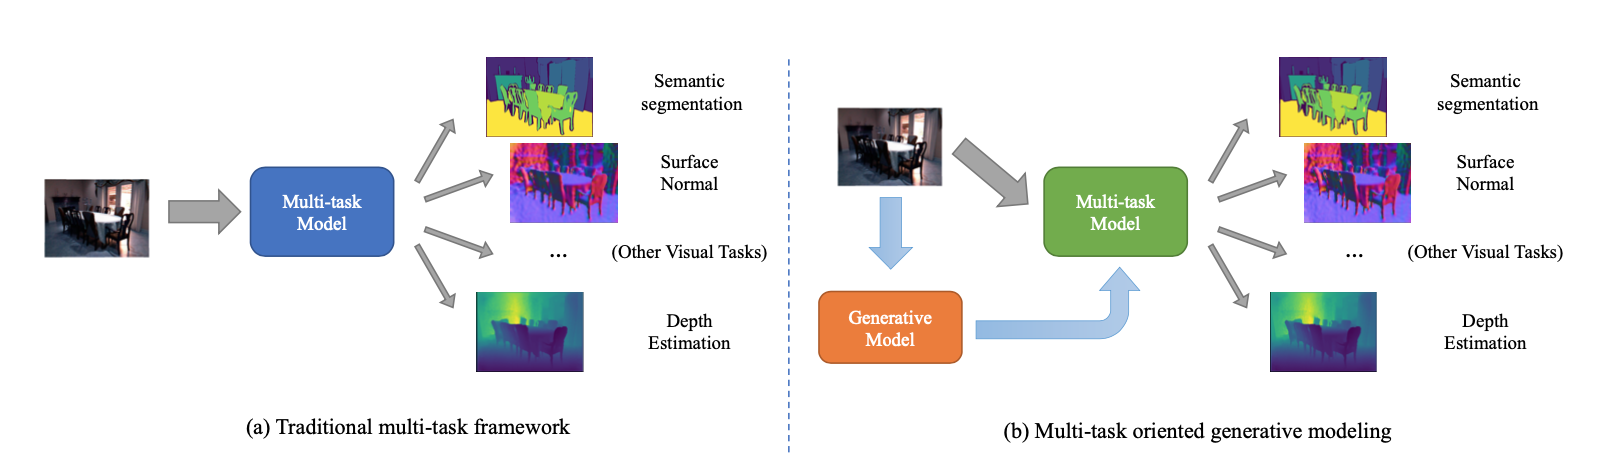 Semantic
segmentation
Surface
Normal
Multi-task
Model
...
(Other Visual Tasks)
Depth
Estimation
(a) Traditional multi-task framework
Semantic
segmentation
Surface
Normal
Multi-task
Model
...
(Other Visual Tasks)
Generative
Model
Depth
Estimation
(b) Multi-task oriented generative modeling